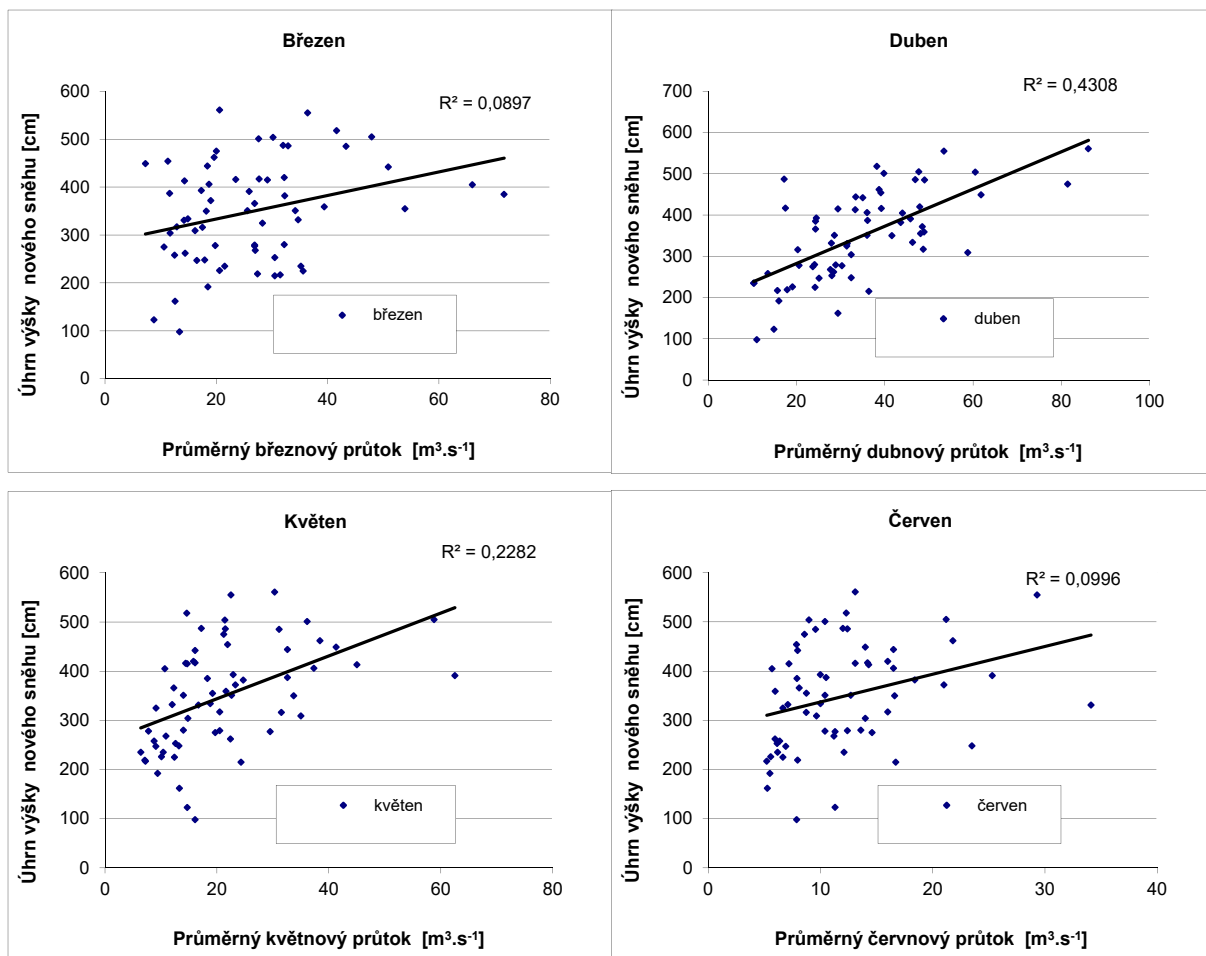 Březen
R² = 0,0897
Úhrn výšky nového sněhu [cm]
600
500
400
300
200
100
0
březen
0 20 40 60 80
Průměrný březnový průtok [m³.s⁻¹]
Duben
R² = 0,4308
Úhrn výšky nového sněhu [cm]
700
600
500
400
300
200
100
0
duben
0 20 40 60 80 100
Průměrný dubnový průtok [m³.s⁻¹]
Květen
R² = 0,2282
Úhrn výšky nového sněhu [cm]
600
500
400
300
200
100
0
květen
0 20 40 60 80
Průměrný květnový průtok [m³.s⁻¹]
Červen
R² = 0,0996
Úhrn výšky nového sněhu [cm]
600
500
400
300
200
100
0
červen
0 10 20 30 40
Průměrný červnový průtok [m³.s⁻¹]